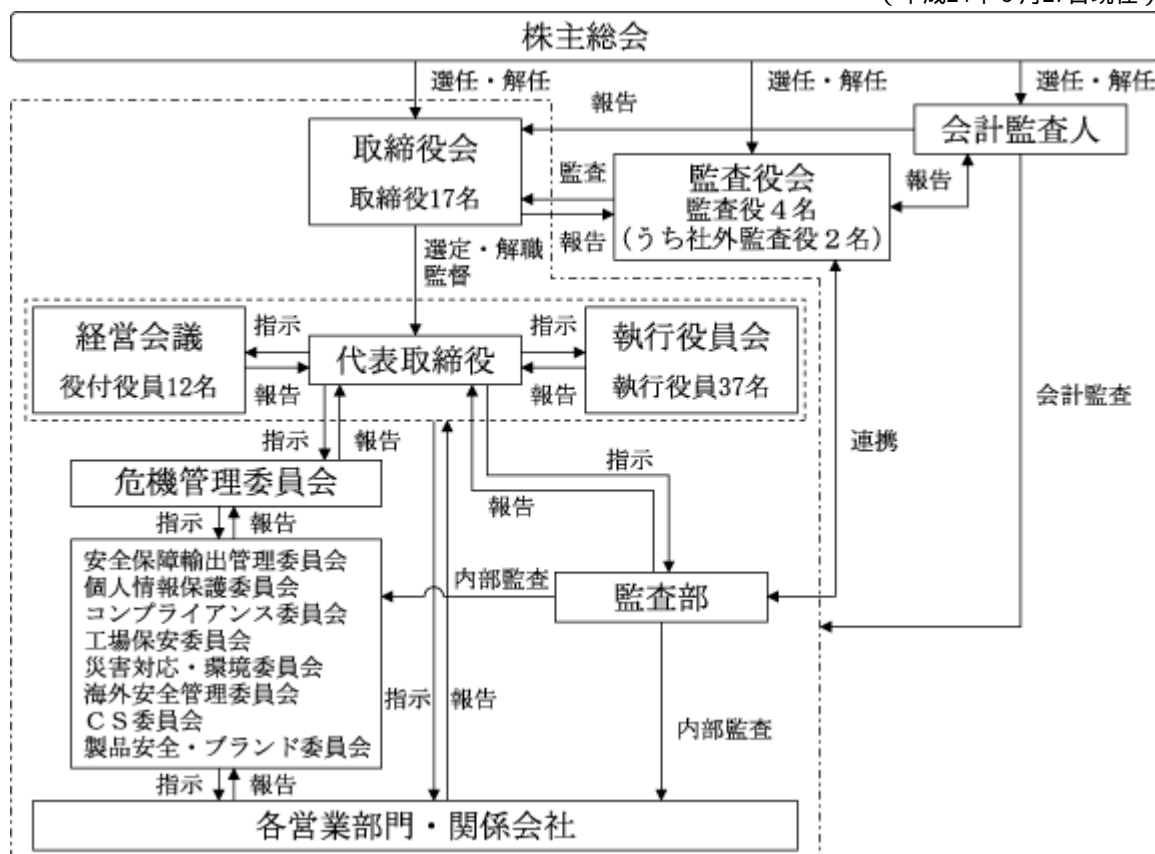 株主総会
選任・解任
選任・解任
選任・解任
報告
会計監査人
取締役会
取締役17名
監査
報告
監査役会
監査役4名
(うち社外監査役2名)
報告
選定・解職
監督
経営会議
役付役員12名
指示
報告
代表取締役
指示
報告
執行役員会
執行役員37名
会計監査
連携
指示
報告
指示
報告
危機管理委員会
指示
報告
安全保障輸出管理委員会
個人情報保護委員会
コンプライアンス委員会
工場保安委員会
災害対応・環境委員会
海外安全管理委員会
CS委員会
製品安全・ブランド委員会
内部監査
監査部
指示
報告
内部監査
指示
報告
各営業部門・関係会社